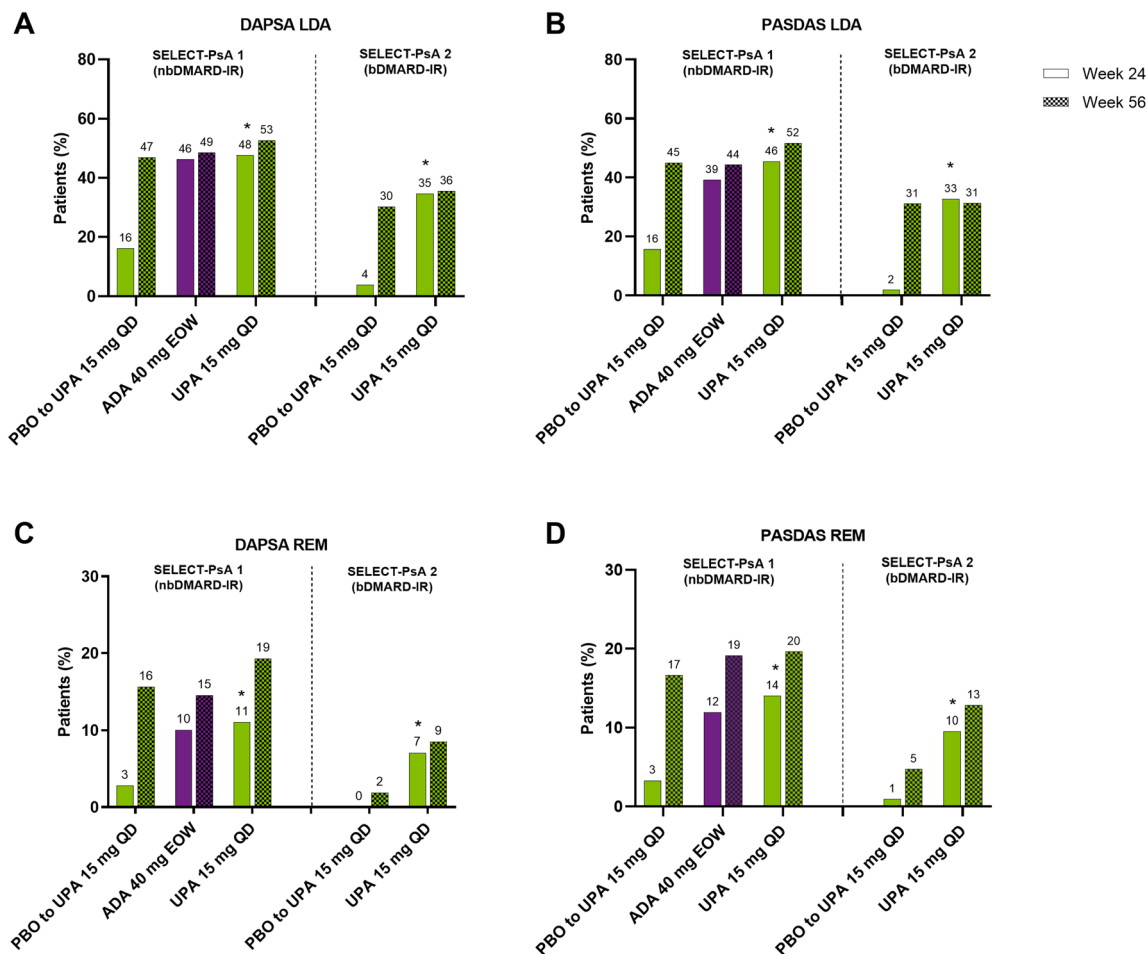 A
DAPSA LDA
SELECT-PsA 1
(nbDMARD-IR)
SELECT-PsA 2
(bDMARD-IR)
Patients (%)
80
60
40
20
0
16
47
46
49
*
48
53
4
30
*
35
36
PBO to UPA 15 mg QD
ADA 40 mg EOW
UPA 15 mg QD
PBO to UPA 15 mg QD
UPA 15 mg QD
B
PASDAS LDA
SELECT-PsA 1
(nbDMARD-IR)
SELECT-PsA 2
(bDMARD-IR)
Patients (%)
80
60
40
20
0
16
45
39
44
*
46
52
2
31
*
33
31
PBO to UPA 15 mg QD
ADA 40 mg EOW
UPA 15 mg QD
PBO to UPA 15 mg QD
UPA 15 mg QD
Week 24
Week 56
C
DAPSA REM
SELECT-PsA 1
(nbDMARD-IR)
SELECT-PsA 2
(bDMARD-IR)
Patients (%)
30
20
10
0
3
16
10
15
*
11
19
0
2
*
7
9
PBO to UPA 15 mg QD
ADA 40 mg EOW
UPA 15 mg QD
PBO to UPA 15 mg QD
UPA 15 mg QD
D
PASDAS REM
SELECT-PsA 1
(nbDMARD-IR)
SELECT-PsA 2
(bDMARD-IR)
Patients (%)
30
20
10
0
3
17
12
19
*
14
20
1
5
*
10
13
PBO to UPA 15 mg QD
ADA 40 mg EOW
UPA 15 mg QD
PBO to UPA 15 mg QD
UPA 15 mg QD